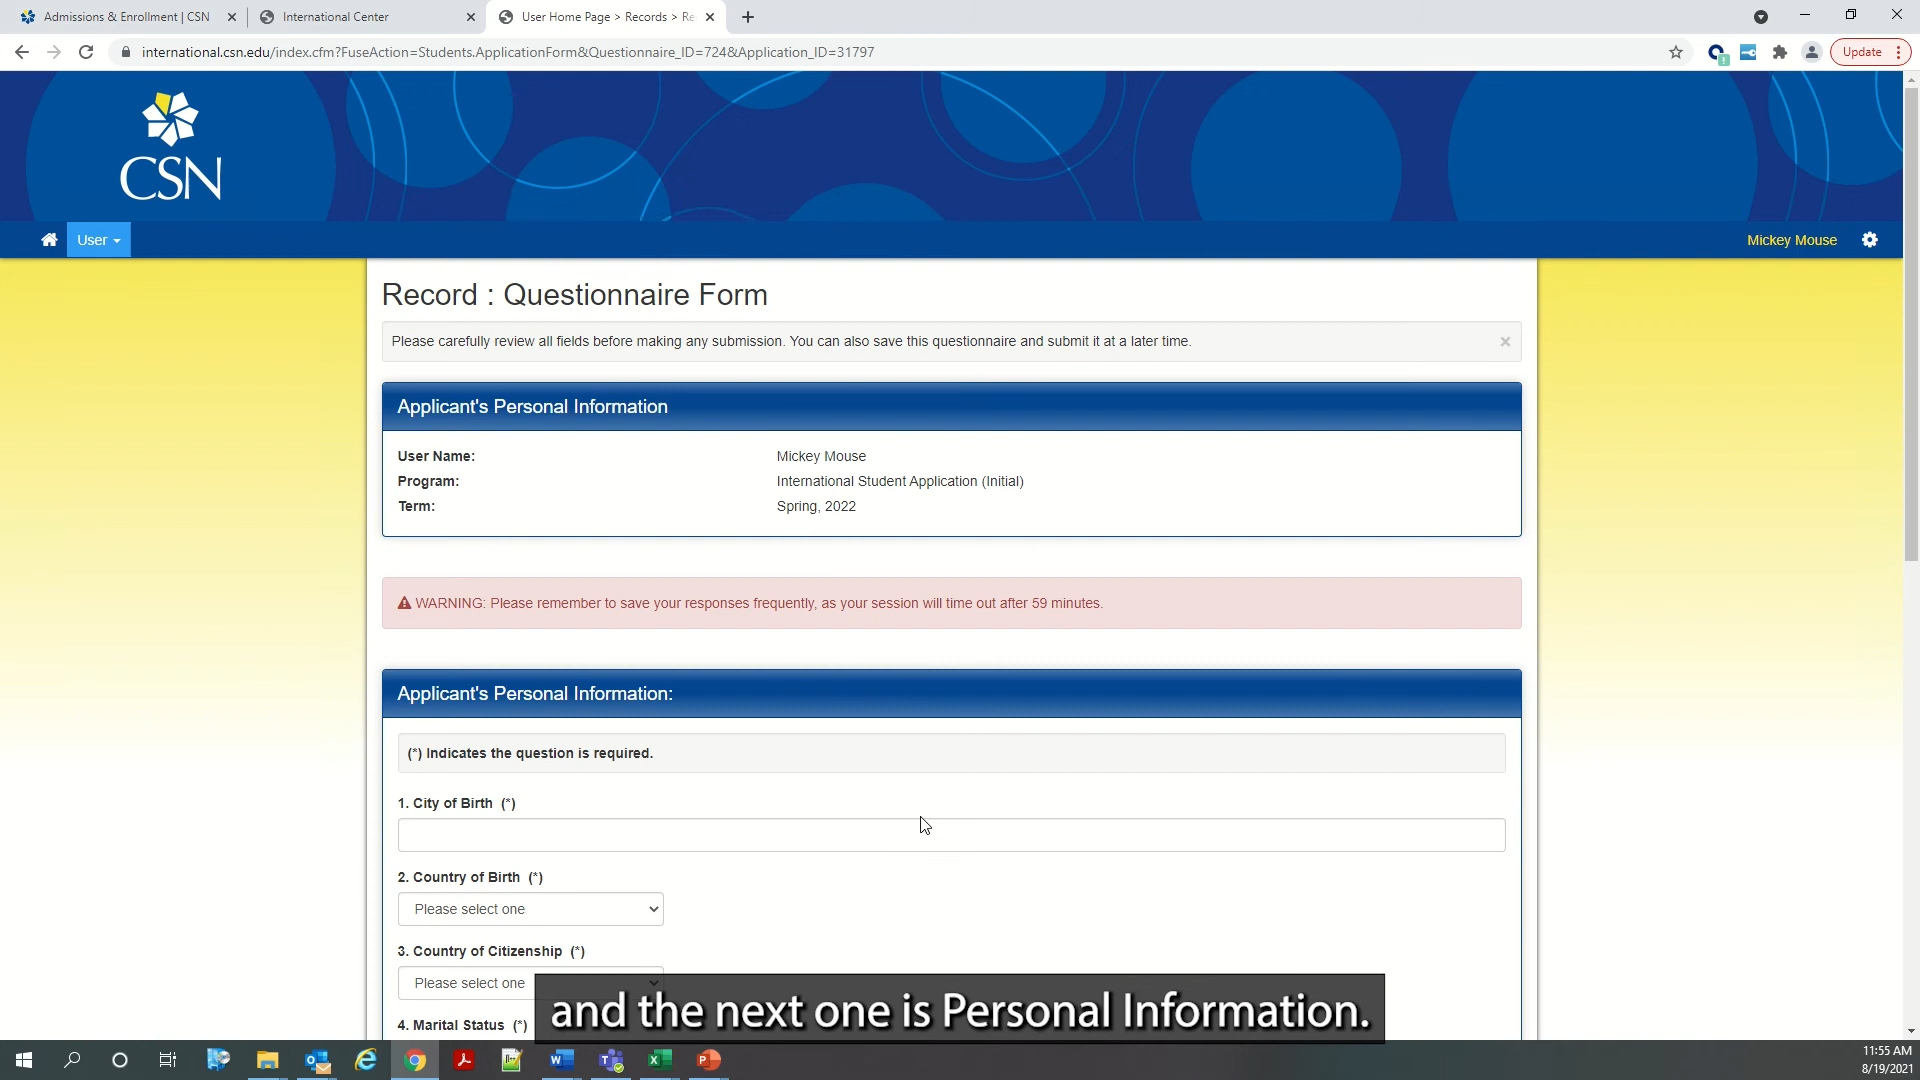 Admissions & Enrollment | CSN
International Center
User Home Page > Records > Re
international.csn.edu/index.cfm?FuseAction=Students.ApplicationForm&Questionnaire_ID=724&Application_ID=31797
Update
CSN
User
Mickey Mouse
Record : Questionnaire Form
Please carefully review all fields before making any submission. You can also save this questionnaire and submit it at a later time.
Applicant's Personal Information
User Name: Mickey Mouse
Program: International Student Application (Initial)
Term: Spring, 2022
WARNING: Please remember to save your responses frequently, as your session will time out after 59 minutes.
Applicant's Personal Information:
(*) Indicates the question is required.
1. City of Birth (*)
2. Country of Birth (*)
Please select one
3. Country of Citizenship (*)
Please select one
4. Marital Status (*)
and the next one is Personal Information.
11:55 AM
8/19/2021